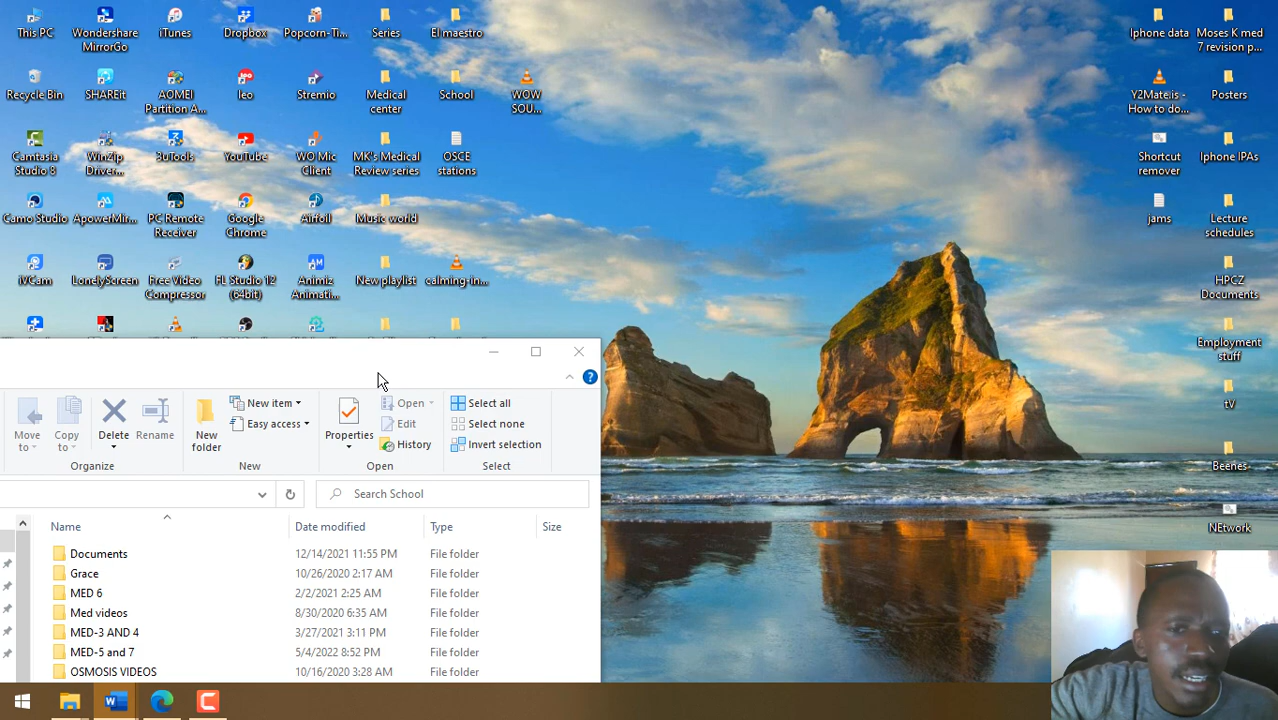 This PC
Wondershare
MirrorGo
iTunes
Dropbox
Popcorn-Ti...
Series
El maestro
Iphone data
Moses K med
7 revision p...
Recycle Bin
SHAREit
AOMEI
Partition A...
leo
Stremio
Medical
center
School
WOW
SOU...
Y2Mate.is -
How to do...
Posters
Camtasia
Studio 8
WinZip
Driver...
3uTools
YouTube
WO Mic
Client
MK's Medical
Review series
OSCE
stations
Shortcut
remover
Iphone IPAs
Camo Studio
ApowerMir...
PC Remote
Receiver
Google
Chrome
Airfoil
Music world
jams
Lecture
schedules
iVCam
LonelyScreen
Free Video
Compressor
FL Studio 12
(64bit)
Animiz
Animati...
New playlist
calming-in...
HPCZ
Documents
Employment
stuff
tV
Beenes
NEtwork
Move
to
Copy
to
Delete
Rename
Organize
New
folder
New item
Easy access
New
Properties
Open
Edit
History
Open
Select all
Select none
Invert selection
Select
Search School
Name Date modified Type Size
Documents 12/14/2021 11:55 PM File folder
Grace 10/26/2020 2:17 AM File folder
MED 6 2/2/2021 2:25 AM File folder
Med videos 8/30/2020 6:35 AM File folder
MED-3 AND 4 3/27/2021 3:11 PM File folder
MED-5 and 7 5/4/2022 8:52 PM File folder
OSMOSIS VIDEOS 10/16/2020 3:28 AM File folder